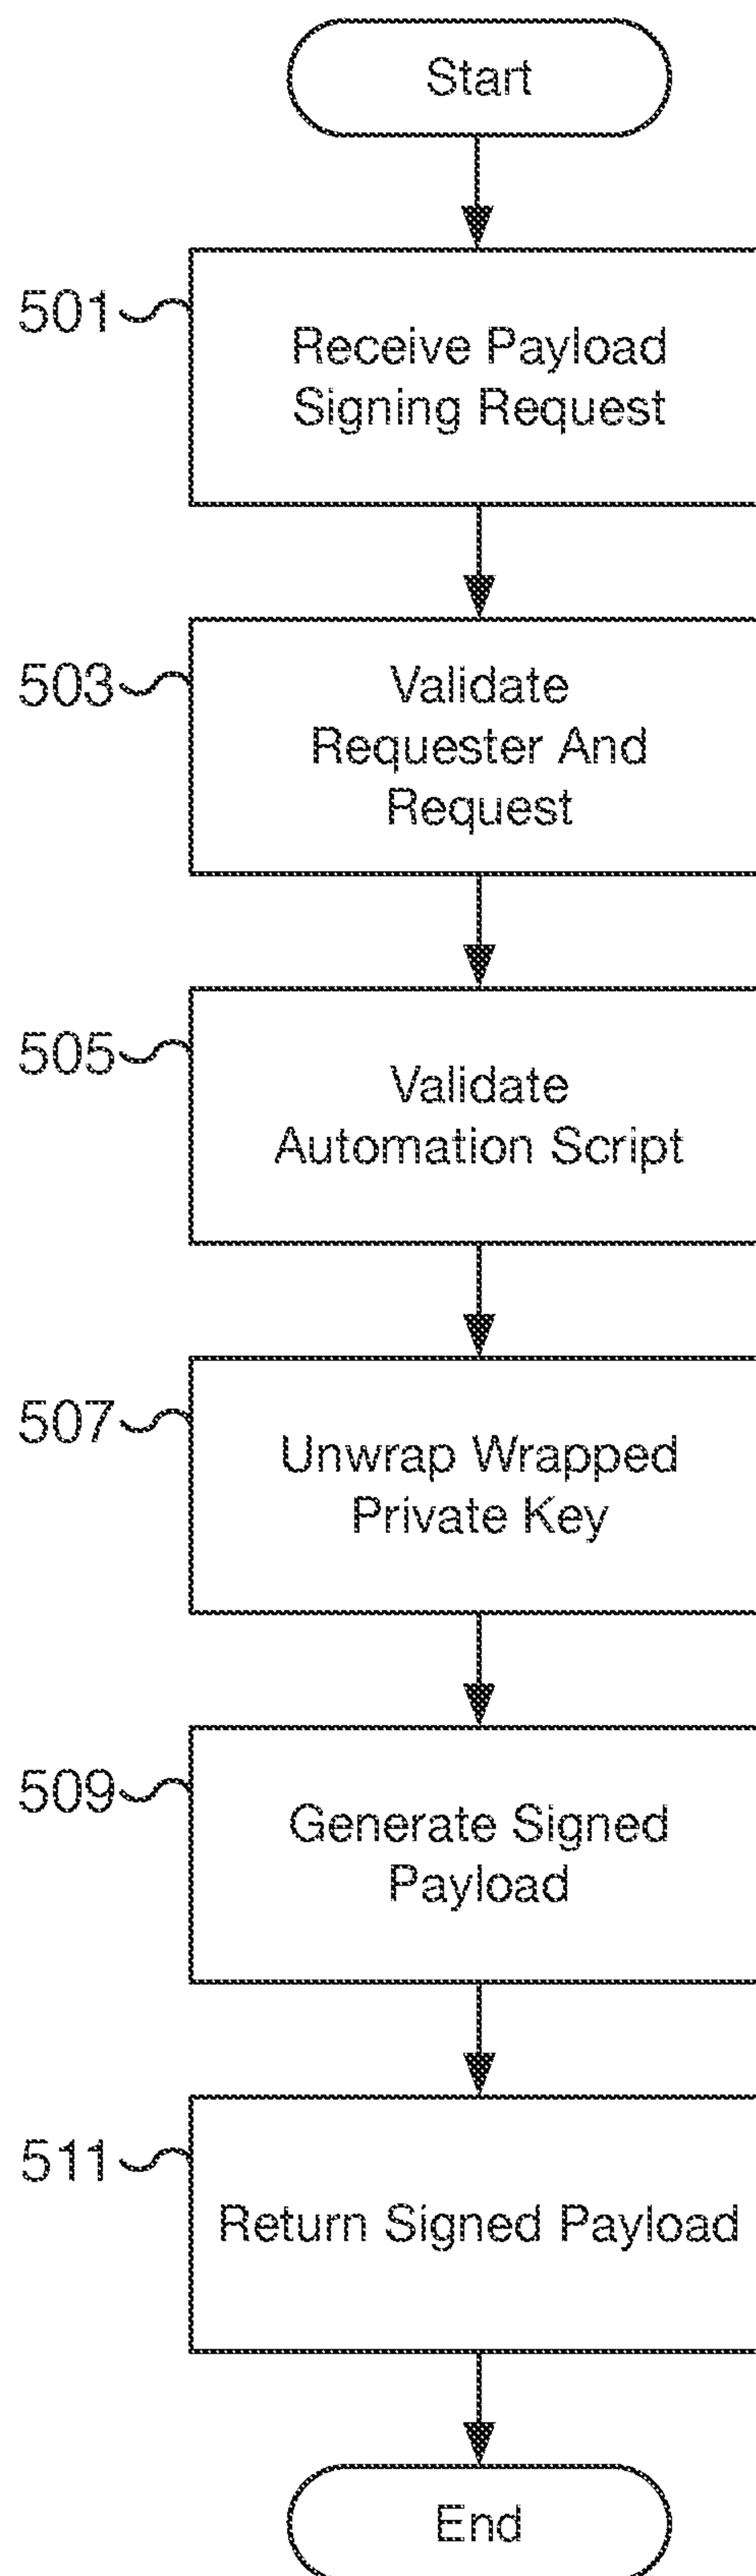 Start
501
Receive Payload
Signing Request
503
Validate
Requester And
Request
505
Validate
Automation Script
507
Unwrap Wrapped
Private Key
509
Generate Signed
Payload
511
Return Signed Payload
End